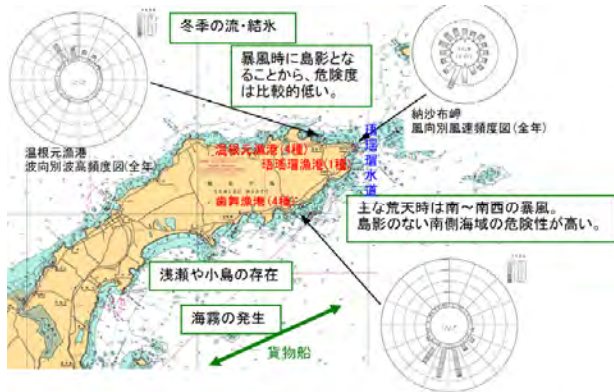 冬季の流・結氷
暴風時に島影とな
ることから、危険度
は比較的低い。
納沙布岬
風向別風速頻度図(全年)
温根元漁港
波向別波高頻度図(全年)
温根元漁港(4種)
珸瑤瑁漁港(1種)
珸瑤瑁水道
歯舞漁港(4種)
主な荒天時は南～南西の暴風。
島影のない南側海域の危険性が高い。
浅瀬や小島の存在
海霧の発生
貨物船